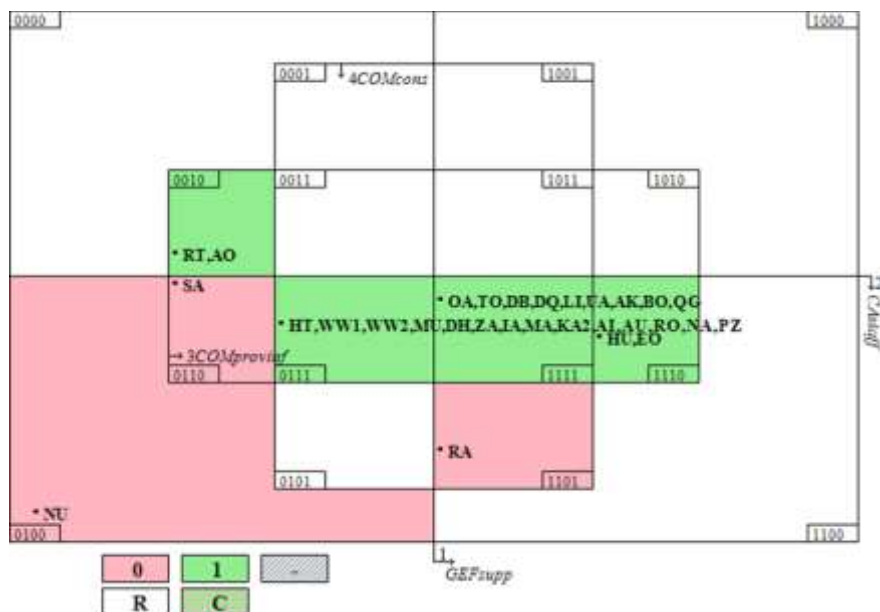 0000 1000
0001 4COMcons 1001
0010 0011 1011 1010
RT,AO
SA
OA,TO,DB,DQ,LI,UA,AK,BO,QG
HT,WW1,WW2,MU,DH,ZA,IA,MA,KA2,AI,AU,RO,NA,PZ
HU,EO
3COMprovinf
0110 0111 1111 1110
RA
0101 1101
NU
0100 1100
1
GEFsupp
0 1 -
R C